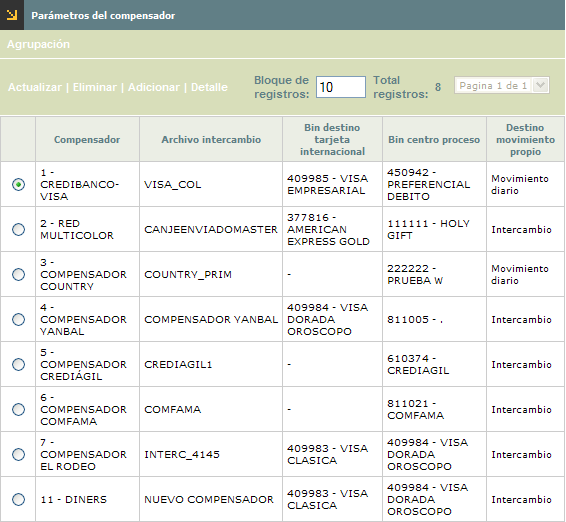 Parámetros del compensador
Agrupación
Actualizar | Eliminar | Adicionar | Detalle
Bloque de registros: 10 Total registros: 8 Pagina 1 de 1
Compensador Archivo intercambio Bin destino tarjeta internacional Bin centro proceso Destino movimiento propio
1 - CREDIBANCO-VISA VISA_COL 409985 - VISA EMPRESARIAL 450942 - PREFERENCIAL DEBITO Movimiento diario
2 - RED MULTICOLOR CANJEENVIADOMASTER 377816 - AMERICAN EXPRESS GOLD 111111 - HOLY GIFT Intercambio
3 - COMPENSADOR COUNTRY COUNTRY_PRIM - 222222 - PRUEBA W Movimiento diario
4 - COMPENSADOR YANBAL COMPENSADOR YANBAL 409984 - VISA DORADA OROSCOPO 811005 - . Intercambio
5 - COMPENSADOR CREDIÁGIL CREDIAGIL1 - 610374 - CREDIAGIL Intercambio
6 - COMPENSADOR COMFAMA COMFAMA - 811021 - COMFAMA Intercambio
7 - COMPENSADOR EL RODEO INTERC_4145 409983 - VISA CLASICA 409984 - VISA DORADA OROSCOPO Intercambio
11 - DINERS NUEVO COMPENSADOR 409983 - VISA CLASICA 409984 - VISA DORADA OROSCOPO Intercambio